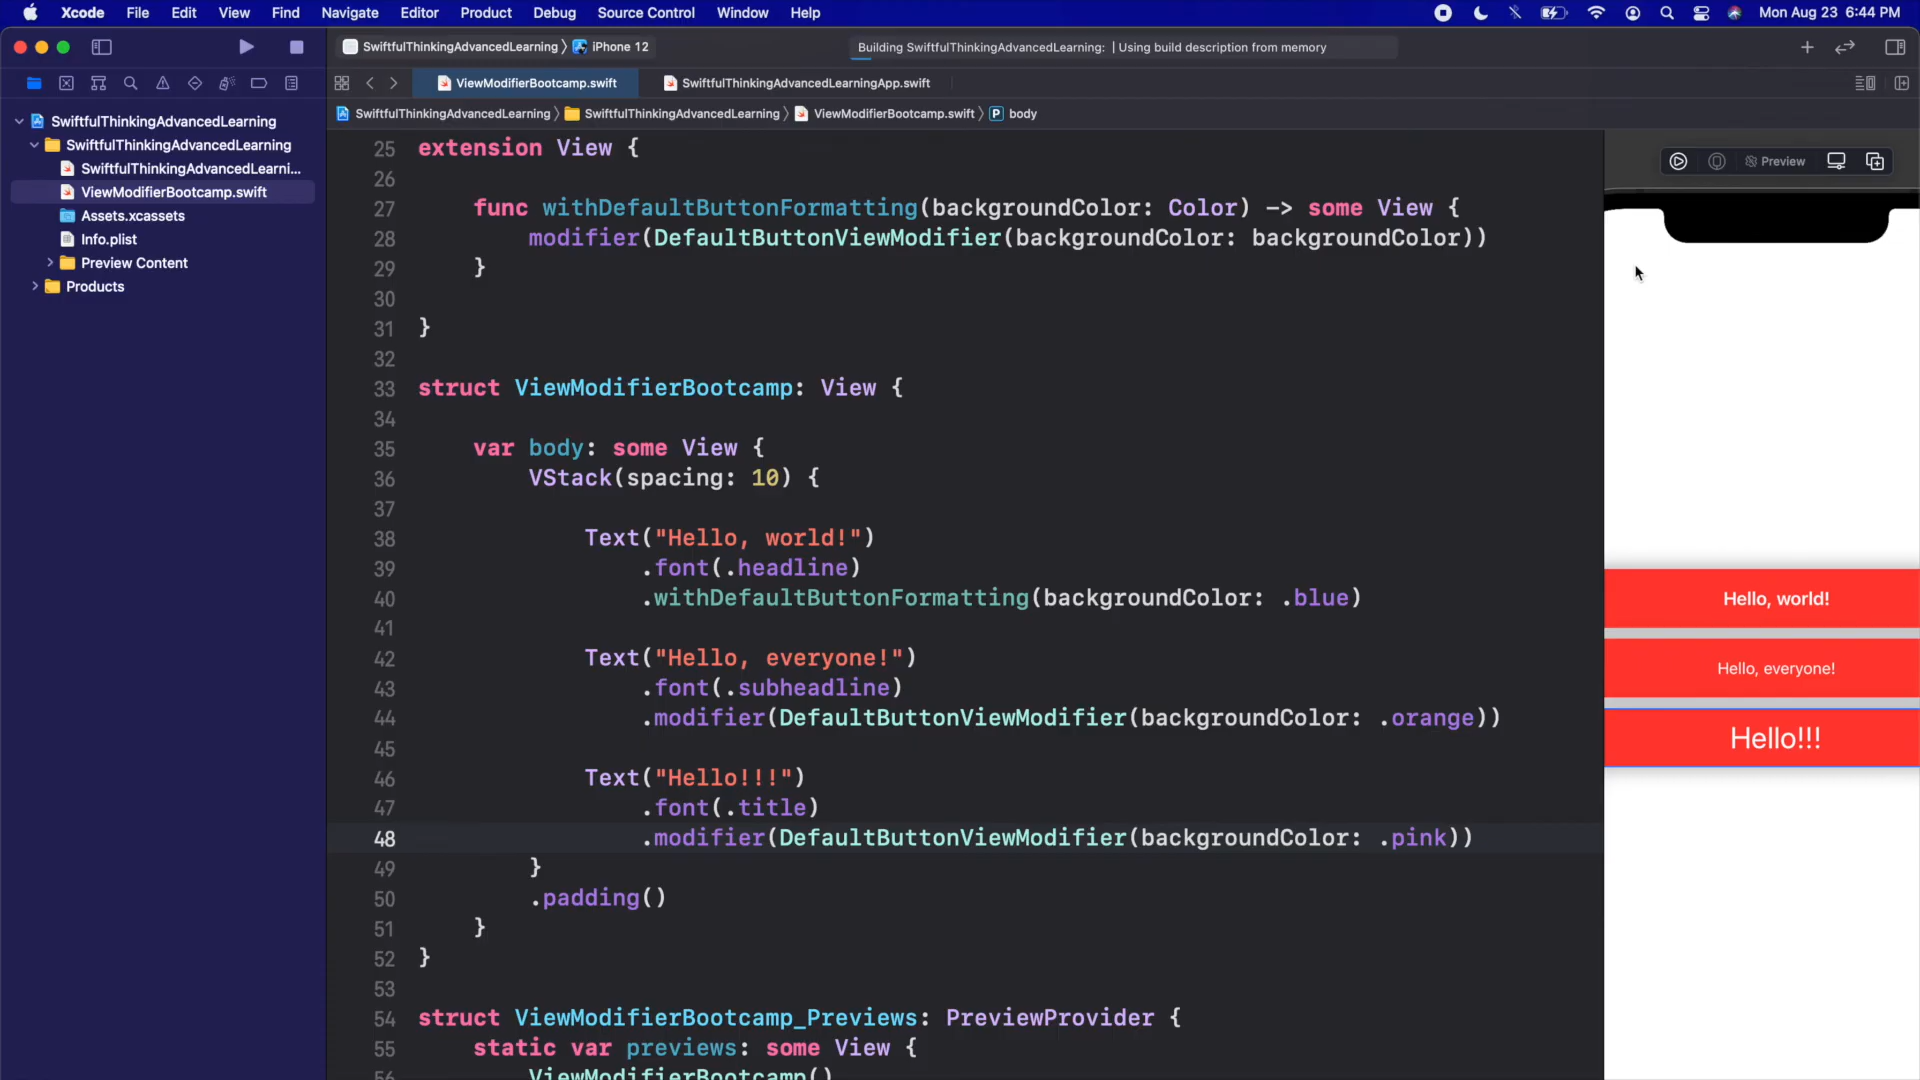 Xcode File Edit View Find Navigate Editor Product Debug Source Control Window Help Mon Aug 23 6:44 PM
SwiftfulThinkingAdvancedLearning 〉 iPhone 12
Building SwiftfulThinkingAdvancedLearning: | Using build description from memory
ViewModifierBootcamp.swift SwiftfulThinkingAdvancedLearningApp.swift
SwiftfulThinkingAdvancedLearning 〉 SwiftfulThinkingAdvancedLearning 〉 ViewModifierBootcamp.swift 〉 P body
SwiftfulThinkingAdvancedLearning
SwiftfulThinkingAdvancedLearning
SwiftfulThinkingAdvancedLearni...
ViewModifierBootcamp.swift
Assets.xcassets
Info.plist
Preview Content
Products
25 extension View {
26
27 func withDefaultButtonFormatting(backgroundColor: Color) -> some View {
28 modifier(DefaultButtonViewModifier(backgroundColor: backgroundColor))
29 }
30
31 }
32
33 struct ViewModifierBootcamp: View {
34
35 var body: some View {
36 VStack(spacing: 10) {
37
38 Text("Hello, world!")
39 .font(.headline)
40 .withDefaultButtonFormatting(backgroundColor: .blue)
41
42 Text("Hello, everyone!")
43 .font(.subheadline)
44 .modifier(DefaultButtonViewModifier(backgroundColor: .orange))
45
46 Text("Hello!!!")
47 .font(.title)
48 .modifier(DefaultButtonViewModifier(backgroundColor: .pink))
49 }
50 .padding()
51 }
52 }
53
54 struct ViewModifierBootcamp_Previews: PreviewProvider {
55 static var previews: some View {
56 ViewModifierBootcamp()
Preview
Hello, world!
Hello, everyone!
Hello!!!